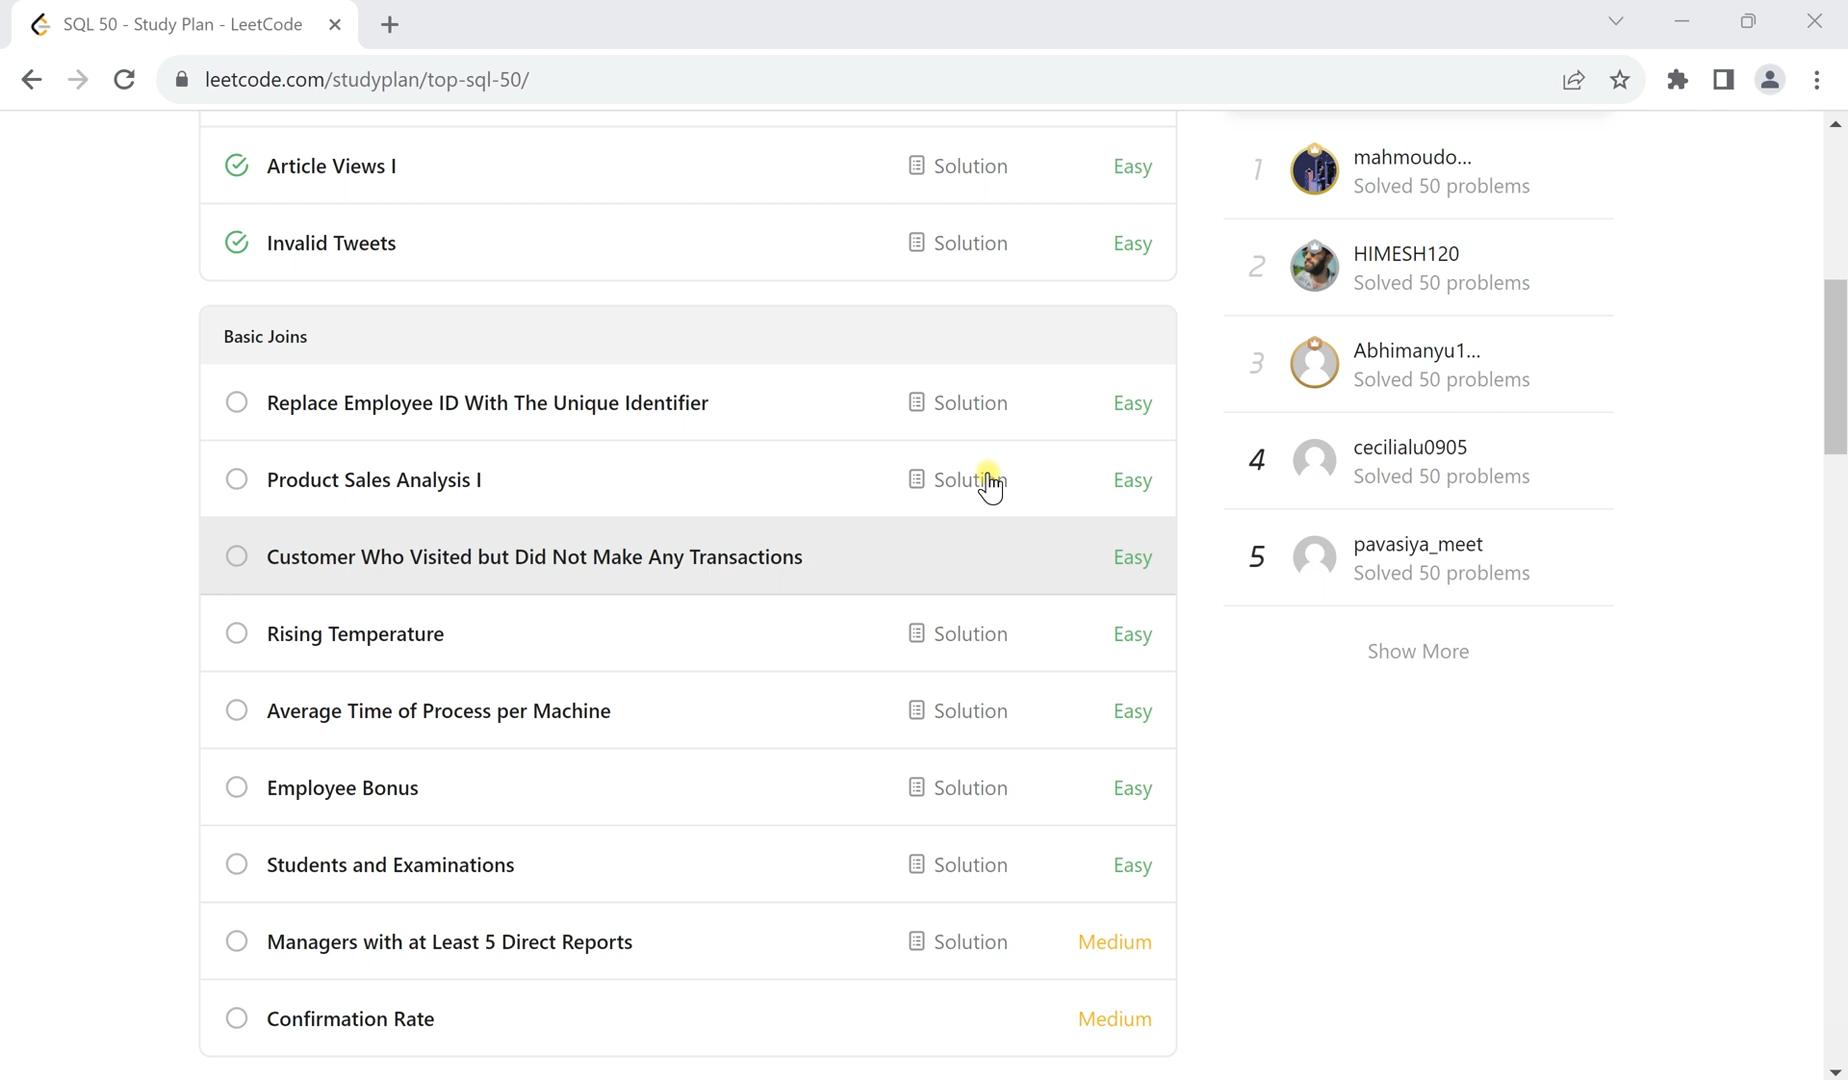 SQL 50 - Study Plan - LeetCode
leetcode.com/studyplan/top-sql-50/
Article Views I Solution Easy
Invalid Tweets Solution Easy
Basic Joins
Replace Employee ID With The Unique Identifier Solution Easy
Product Sales Analysis I Solution Easy
Customer Who Visited but Did Not Make Any Transactions Easy
Rising Temperature Solution Easy
Average Time of Process per Machine Solution Easy
Employee Bonus Solution Easy
Students and Examinations Solution Easy
Managers with at Least 5 Direct Reports Solution Medium
Confirmation Rate Medium
1 mahmoudo...
Solved 50 problems
2 HIMESH120
Solved 50 problems
3 Abhimanyu1...
Solved 50 problems
4 cecilialu0905
Solved 50 problems
5 pavasiya_meet
Solved 50 problems
Show More